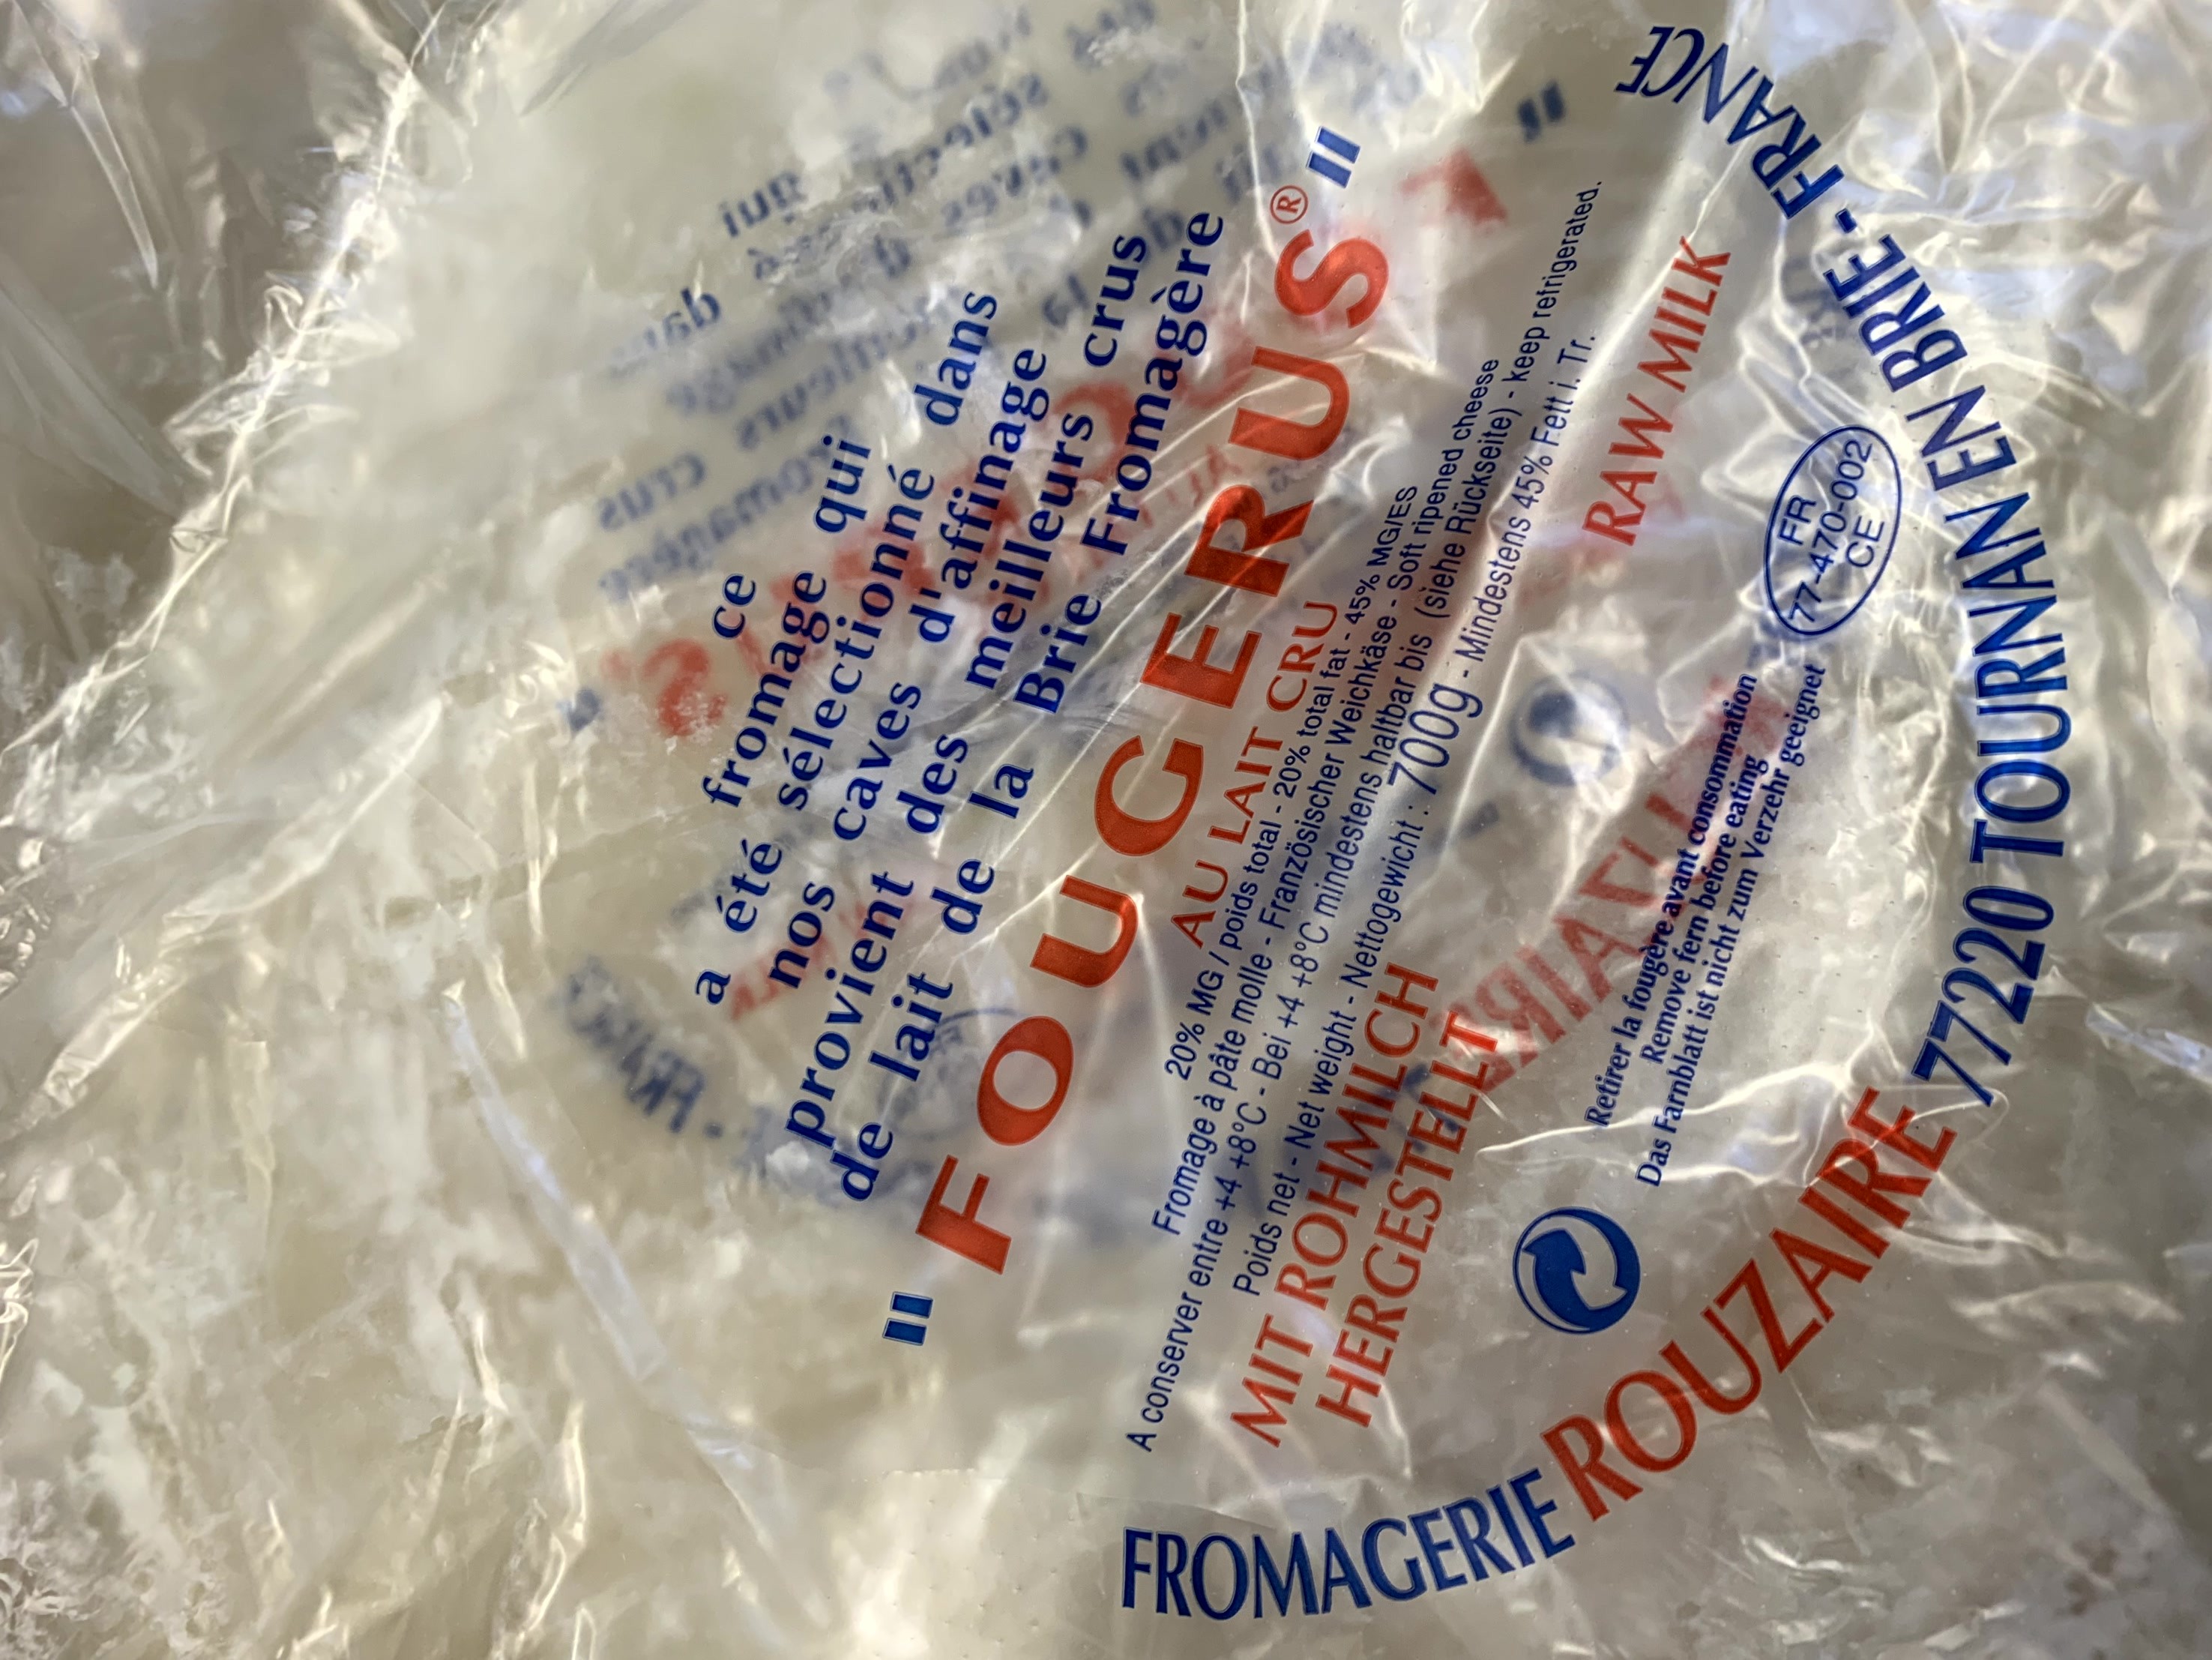 ce
fromage qui
a été sélectionné dans
nos caves d'affinage
provient des meilleurs crus
de lait de la Brie Fromagère
"FOUGERUS®"
AU LAIT CRU
20% MG / poids total - 20% total fat - 45% MG/ES
Fromage à pâte molle - Französischer Weichkäse - Soft ripened cheese
A conserver entre +4 +8°C - Bei +4 +8°C mindestens haltbar bis (siehe Rückseite) - keep refrigerated.
Poids net - Net weight - Nettogewicht : 700g - Mindestens 45% Fett i. Tr.
MIT ROHMILCH
HERGESTELLT
RAW MILK
Retirer la fougère avant consommation
Remove fern before eating
Das Farnblatt ist nicht zum Verzehr geeignet
FR
77-470-002
CE
FROMAGERIE ROUZAIRE 77220 TOURNAN EN BRIE - FRANCE